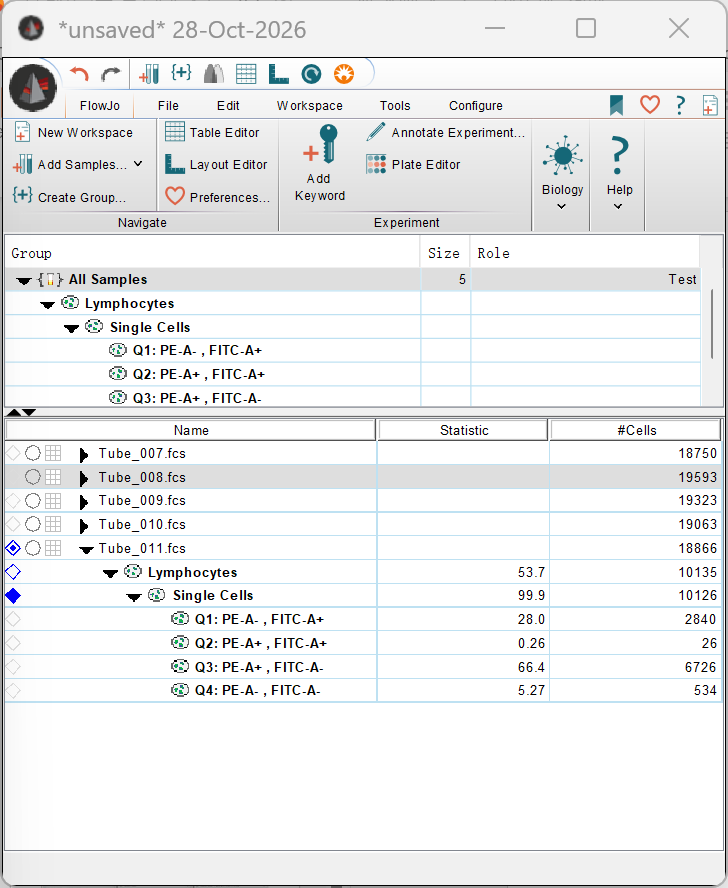 *unsaved* 28-Oct-2026
FlowJo File Edit Workspace Tools Configure
New Workspace Table Editor Annotate Experiment...
Add Samples... Layout Editor Add Keyword Plate Editor Biology Help
Create Group... Preferences...
Navigate Experiment
Group Size Role
All Samples 5 Test
Lymphocytes
Single Cells
Q1: PE-A- , FITC-A+
Q2: PE-A+ , FITC-A+
Q3: PE-A+ , FITC-A-
Name Statistic #Cells
Tube_007.fcs 18750
Tube_008.fcs 19593
Tube_009.fcs 19323
Tube_010.fcs 19063
Tube_011.fcs 18866
Lymphocytes 53.7 10135
Single Cells 99.9 10126
Q1: PE-A- , FITC-A+ 28.0 2840
Q2: PE-A+ , FITC-A+ 0.26 26
Q3: PE-A+ , FITC-A- 66.4 6726
Q4: PE-A- , FITC-A- 5.27 534